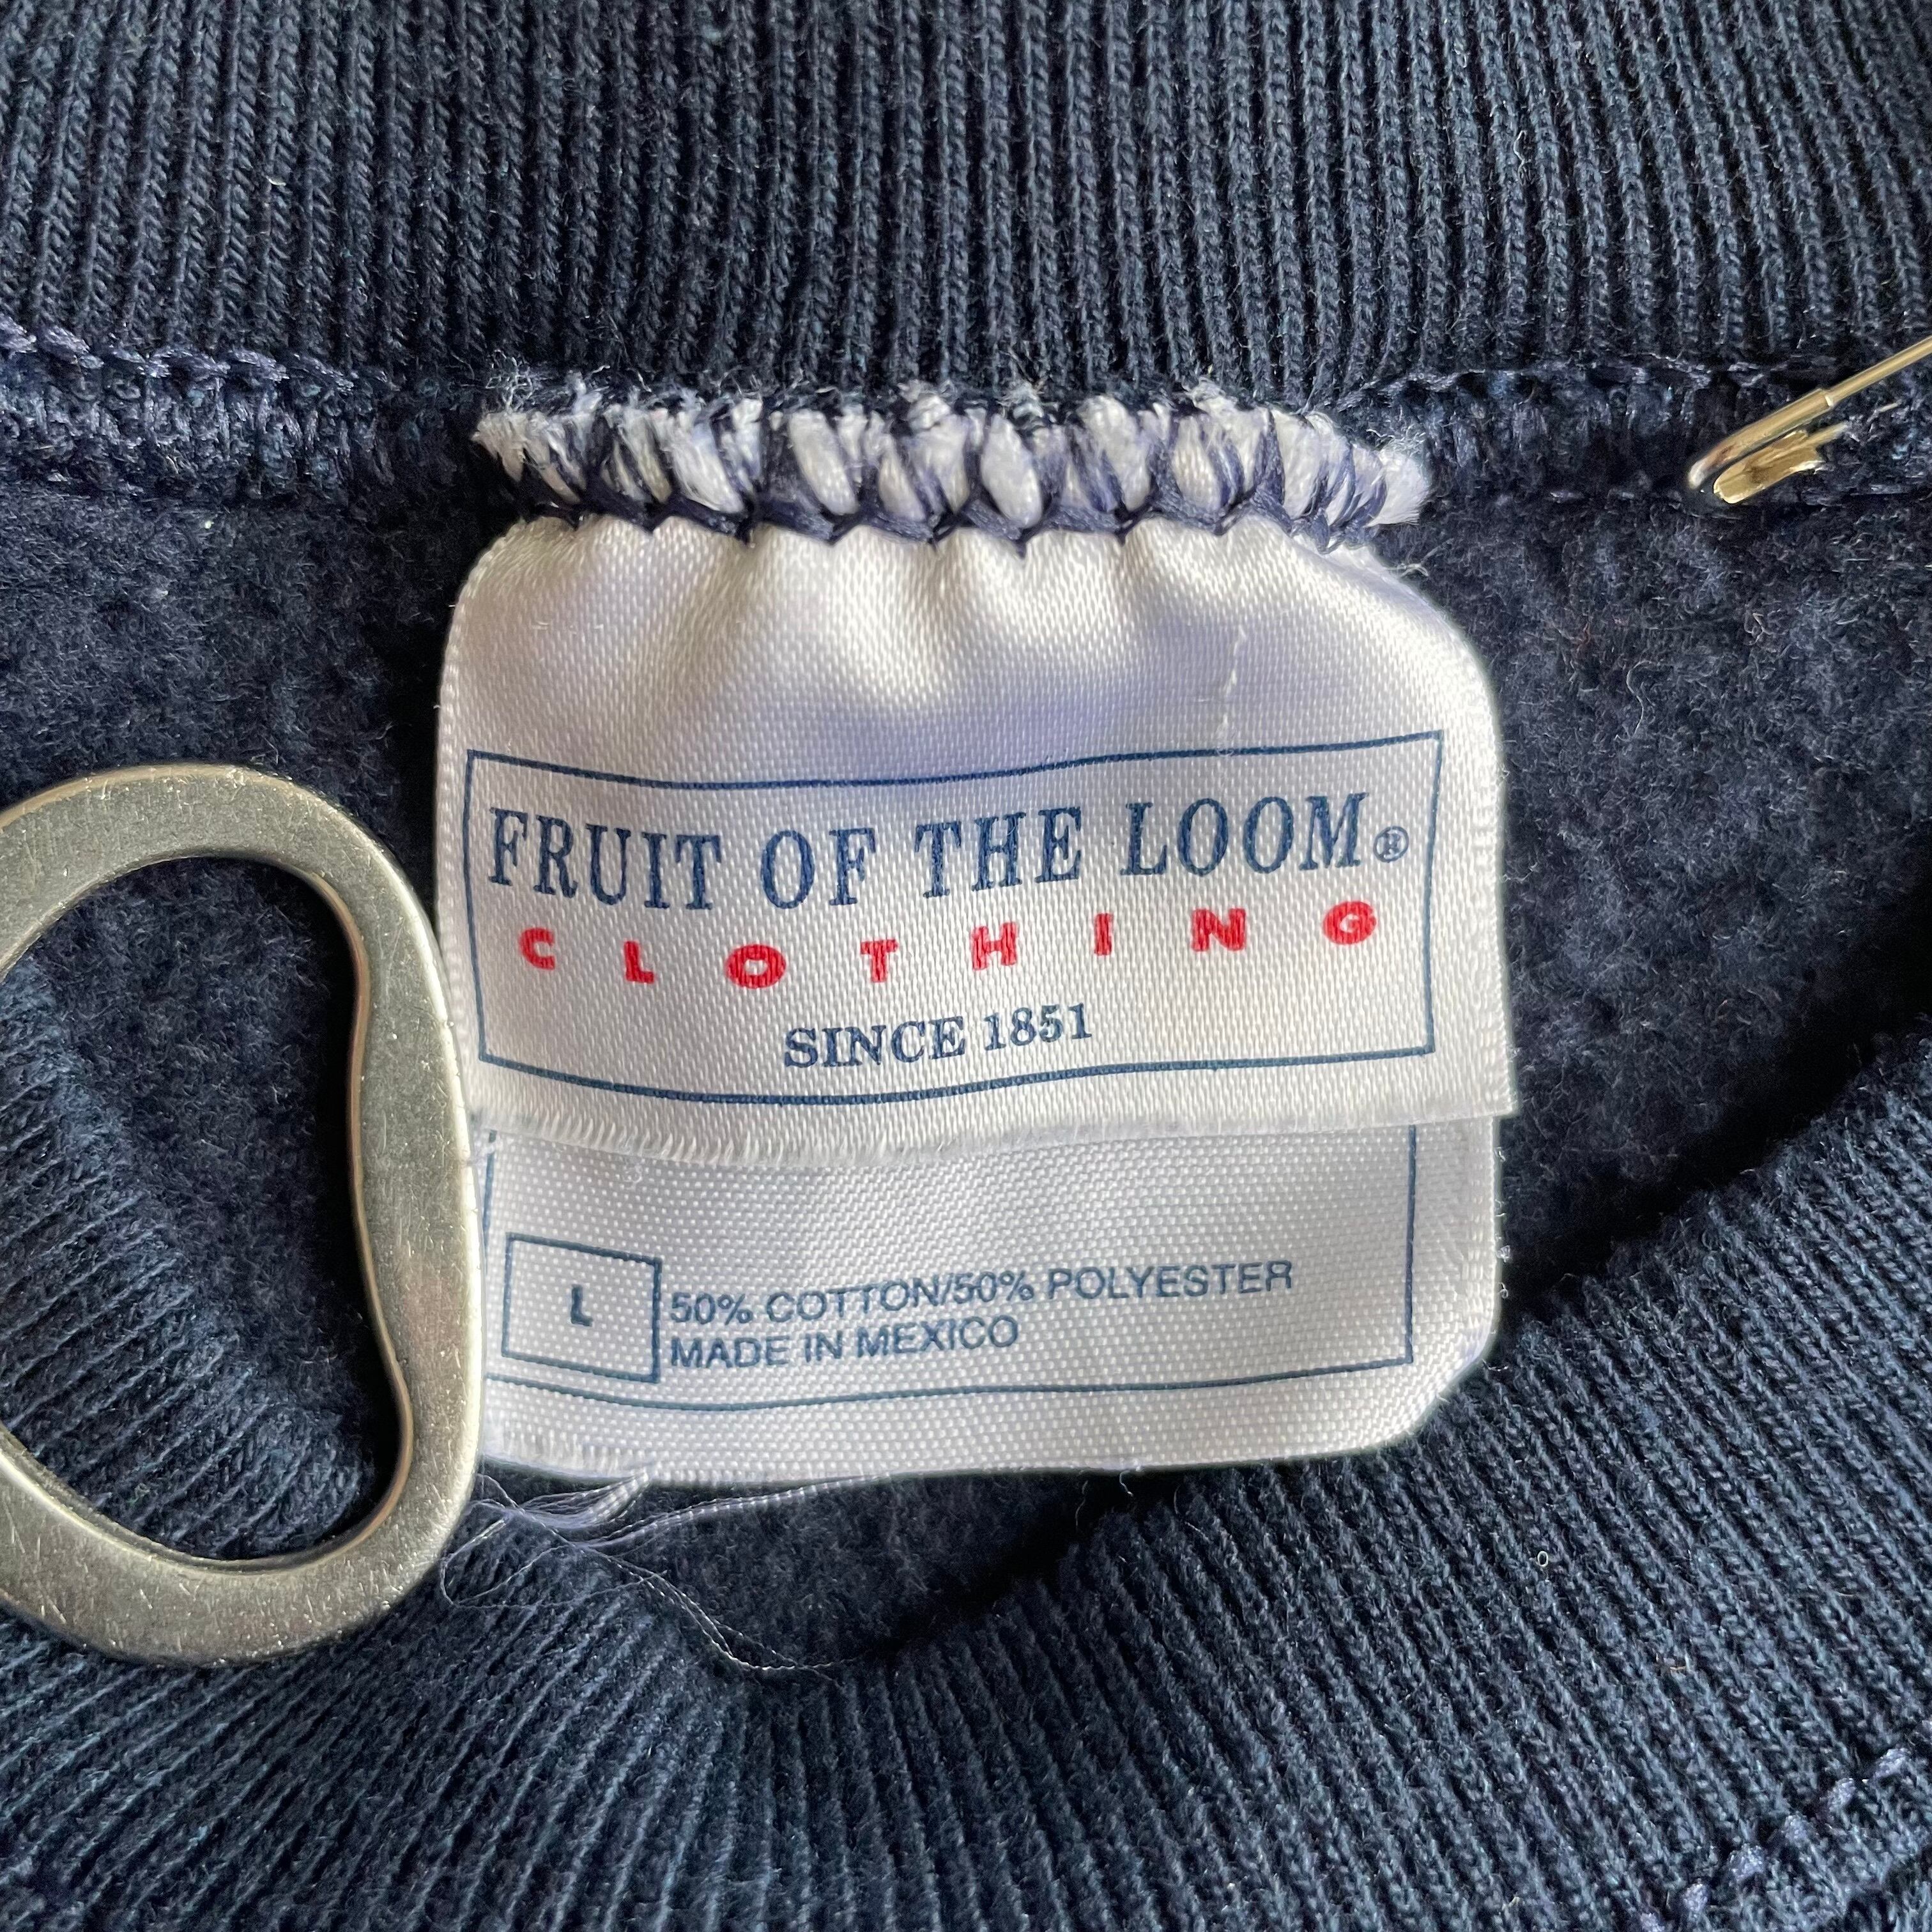 FRUIT OF THE LOOM®
CLOTHING
SINCE 1851
L
50% COTTON/50% POLYESTER
MADE IN MEXICO